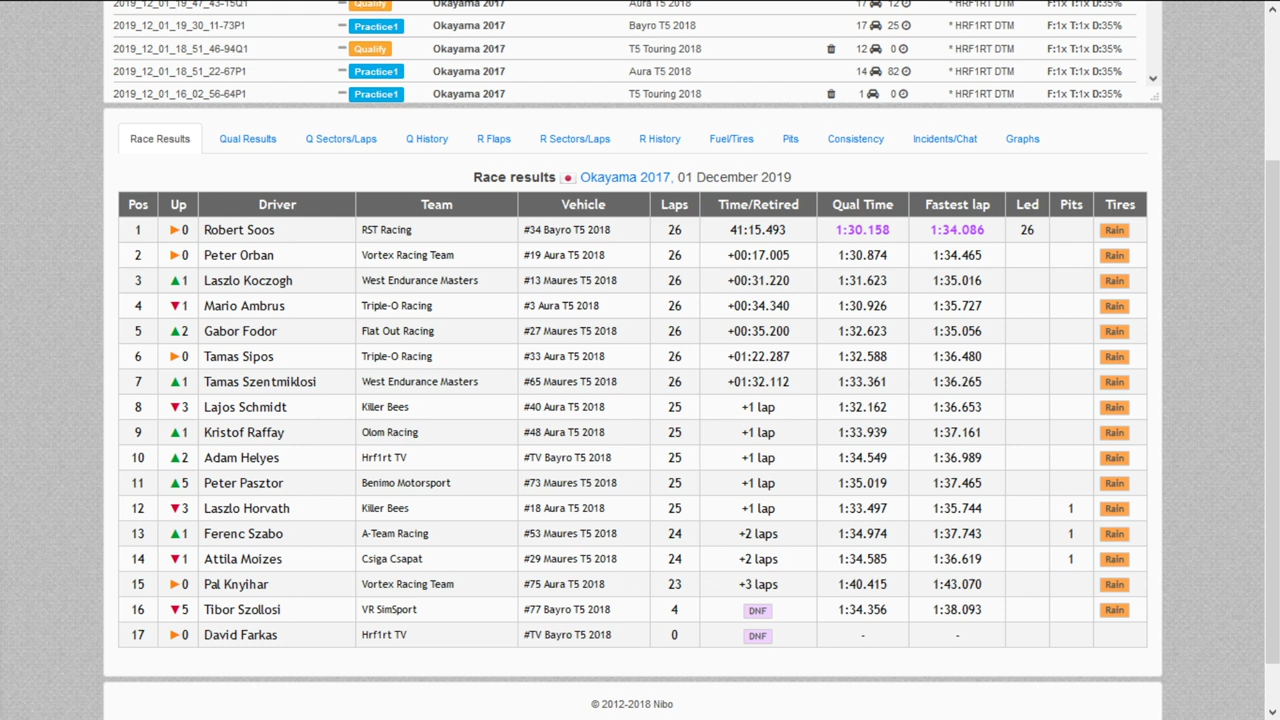 2019_12_01_19_47_43-15Q1 Qualify Okayama 2017 Aura T5 2018 17 12 * HRF1RT DTM F:1x T:1x D:35%
2019_12_01_19_30_11-73P1 Practice1 Okayama 2017 Bayro T5 2018 17 25 * HRF1RT DTM F:1x T:1x D:35%
2019_12_01_18_51_46-94Q1 Qualify Okayama 2017 T5 Touring 2018 12 0 * HRF1RT DTM F:1x T:1x D:35%
2019_12_01_18_51_22-67P1 Practice1 Okayama 2017 Aura T5 2018 14 82 * HRF1RT DTM F:1x T:1x D:35%
2019_12_01_16_02_56-64P1 Practice1 Okayama 2017 T5 Touring 2018 1 0 * HRF1RT DTM F:1x T:1x D:35%
Race Results Qual Results Q Sectors/Laps Q History R Flaps R Sectors/Laps R History Fuel/Tires Pits Consistency Incidents/Chat Graphs
Race results Okayama 2017, 01 December 2019
Pos Up Driver Team Vehicle Laps Time/Retired Qual Time Fastest lap Led Pits Tires
1 ▶0 Robert Soos RST Racing #34 Bayro T5 2018 26 41:15.493 1:30.158 1:34.086 26 Rain
2 ▶0 Peter Orban Vortex Racing Team #19 Aura T5 2018 26 +00:17.005 1:30.874 1:34.465 Rain
3 ▲1 Laszlo Koczogh West Endurance Masters #13 Maures T5 2018 26 +00:31.220 1:31.623 1:35.016 Rain
4 ▼1 Mario Ambrus Triple-O Racing #3 Aura T5 2018 26 +00:34.340 1:30.926 1:35.727 Rain
5 ▲2 Gabor Fodor Flat Out Racing #27 Maures T5 2018 26 +00:35.200 1:32.623 1:35.056 Rain
6 ▶0 Tamas Sipos Triple-O Racing #33 Aura T5 2018 26 +01:22.287 1:32.588 1:36.480 Rain
7 ▲1 Tamas Szentmiklosi West Endurance Masters #65 Maures T5 2018 26 +01:32.112 1:33.361 1:36.265 Rain
8 ▼3 Lajos Schmidt Killer Bees #40 Aura T5 2018 25 +1 lap 1:32.162 1:36.653 Rain
9 ▲1 Kristof Raffay Olom Racing #48 Aura T5 2018 25 +1 lap 1:33.939 1:37.161 Rain
10 ▲2 Adam Helyes Hrf1rt TV #TV Bayro T5 2018 25 +1 lap 1:34.549 1:36.989 Rain
11 ▲5 Peter Pasztor Benimo Motorsport #73 Maures T5 2018 25 +1 lap 1:35.019 1:37.465 Rain
12 ▼3 Laszlo Horvath Killer Bees #18 Aura T5 2018 25 +1 lap 1:33.497 1:35.744 1 Rain
13 ▲1 Ferenc Szabo A-Team Racing #53 Maures T5 2018 24 +2 laps 1:34.974 1:37.743 1 Rain
14 ▼1 Attila Moizes Csiga Csapat #29 Maures T5 2018 24 +2 laps 1:34.585 1:36.619 1 Rain
15 ▶0 Pal Knyihar Vortex Racing Team #75 Aura T5 2018 23 +3 laps 1:40.415 1:43.070 Rain
16 ▼5 Tibor Szollosi VR SimSport #77 Bayro T5 2018 4 DNF 1:34.356 1:38.093 Rain
17 ▶0 David Farkas Hrf1rt TV #TV Bayro T5 2018 0 DNF - -
© 2012-2018 Nibo